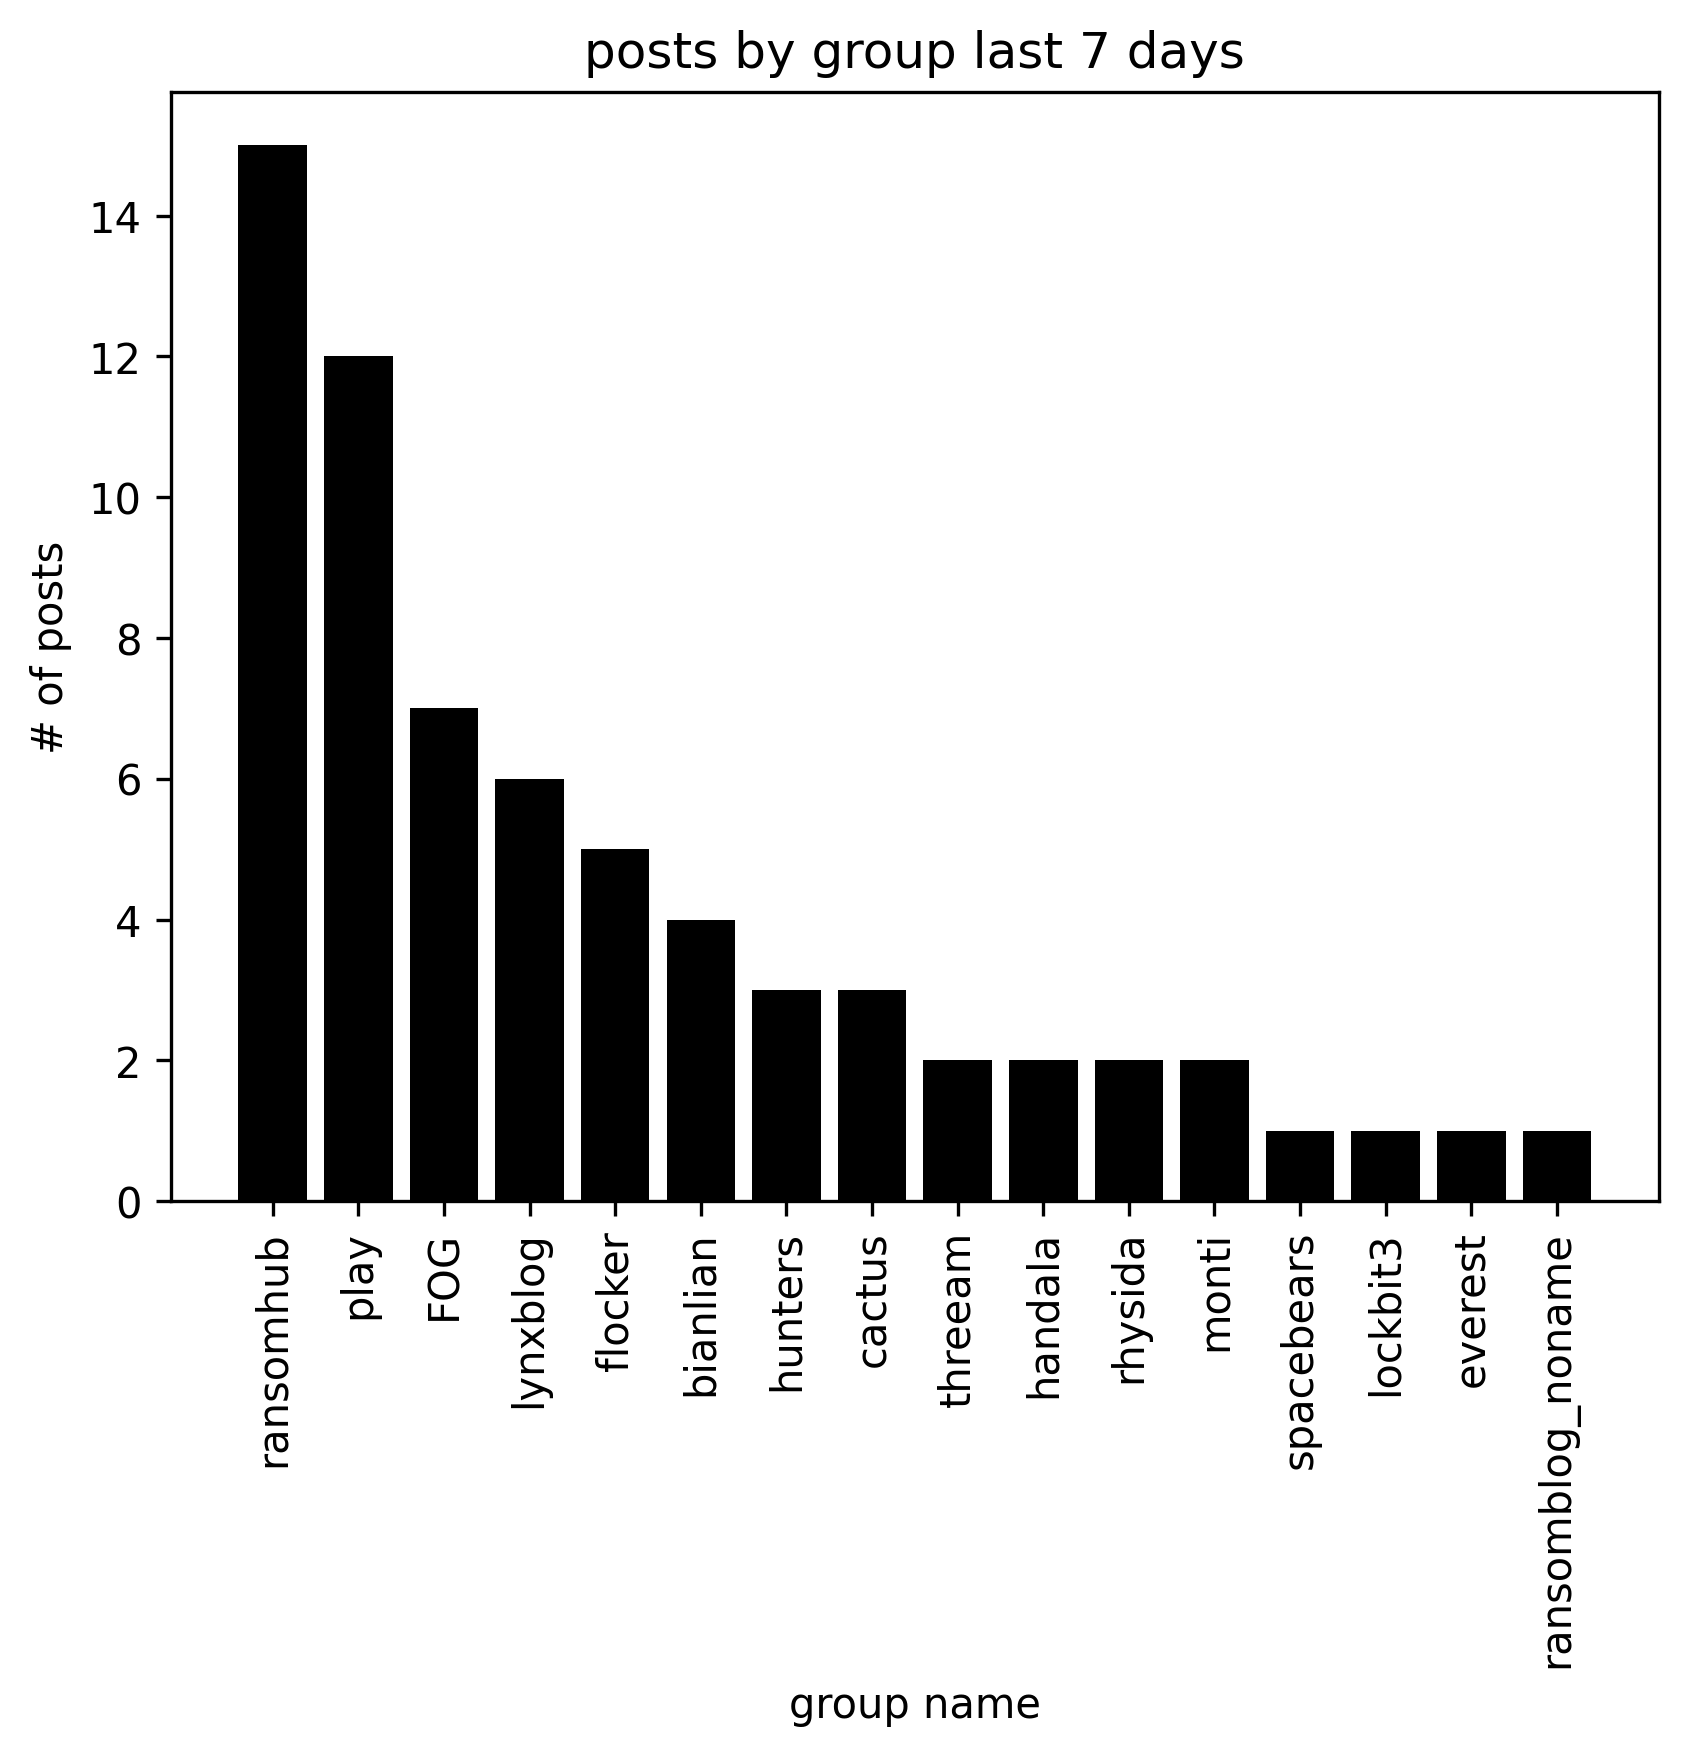 posts by group last 7 days
# of posts
14
12
10
8
6
4
2
0
ransomhub
play
FOG
lynxblog
flocker
bianlian
hunters
cactus
threeam
handala
rhysida
monti
spacebears
lockbit3
everest
ransomblog_noname
group name